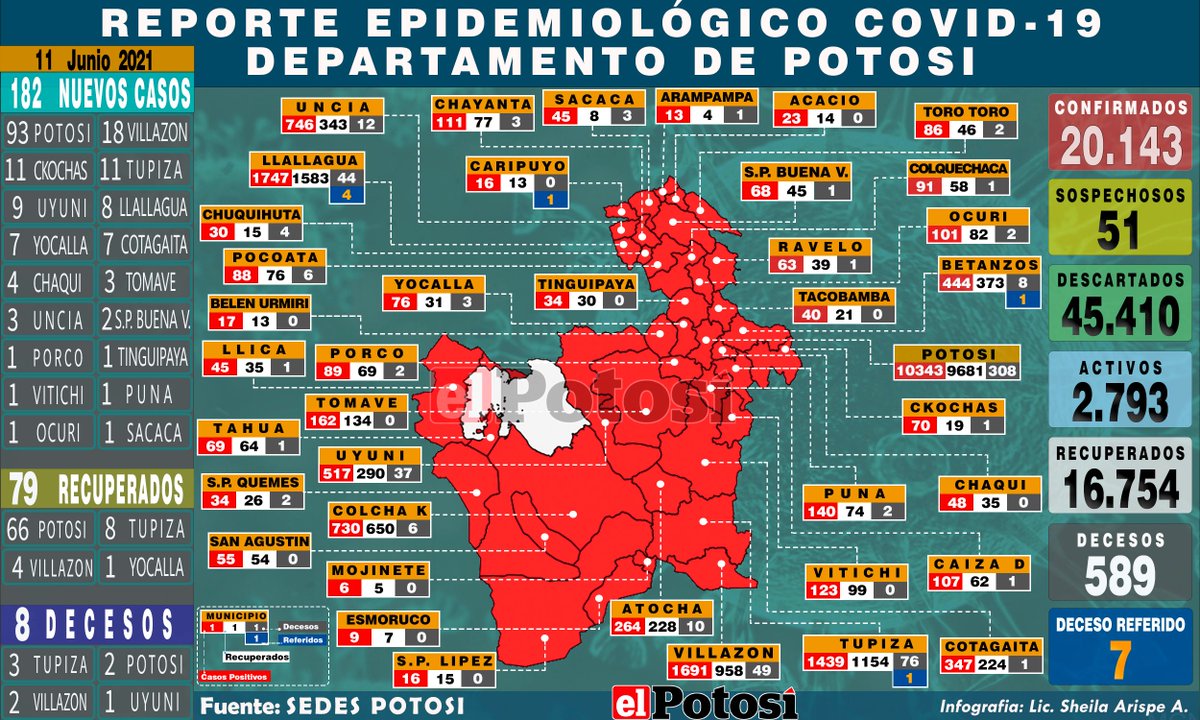 REPORTE EPIDEMIOLÓGICO COVID-19
DEPARTAMENTO DE POTOSI
11 Junio 2021
182 NUEVOS CASOS
93 POTOSI 18 VILLAZON
11 CKOCHAS 11 TUPIZA
9 UYUNI 8 LLALLAGUA
7 YOCALLA 7 COTAGAITA
4 CHAQUI 3 TOMAVE
3 UNCIA 2 S.P. BUENA V.
1 PORCO 1 TINGUIPAYA
1 VITICHI 1 PUNA
1 OCURI 1 SACACA
79 RECUPERADOS
66 POTOSI 8 TUPIZA
4 VILLAZON 1 YOCALLA
8 DECESOS
3 TUPIZA 2 POTOSI
2 VILLAZON 1 UYUNI
UNCIA
746 343 12
CHAYANTA
111 77 3
SACACA
45 8 3
ARAMPAMPA
13 4 1
ACACIO
23 14 0
TORO TORO
86 46 2
LLALLAGUA
1747 1583 44
4
CARIPUYO
16 13 0
1
S.P. BUENA V.
68 45 1
COLQUECHACA
91 58 1
CHUQUIHUTA
30 15 4
OCURI
101 82 2
POCOATA
88 76 6
RAVELO
63 39 1
BETANZOS
444 373 8
1
YOCALLA
76 31 3
TINGUIPAYA
34 30 0
TACOBAMBA
40 21 0
BELEN URMIRI
17 13 0
LLICA
45 35 1
PORCO
89 69 2
POTOSI
10343 9681 308
el Potosí
TOMAVE
162 134 0
CKOCHAS
70 19 1
TAHUA
69 64 1
UYUNI
517 290 37
S.P. QUEMES
34 26 2
COLCHA K
730 650 6
PUNA
140 74 2
CHAQUI
48 35 0
SAN AGUSTIN
55 54 0
MOJINETE
6 5 0
VITICHI
123 99 0
CAIZA D
107 62 1
ESMORUCO
9 7 0
ATOCHA
264 228 10
S.P. LIPEZ
16 15 0
VILLAZON
1691 958 49
TUPIZA
1439 1154 76
1
COTAGAITA
347 224 1
MUNICIPIO
1 1 1
1
Decesos
Referidos
Recuperados
Casos Positivos
CONFIRMADOS
20.143
SOSPECHOSOS
51
DESCARTADOS
45.410
ACTIVOS
2.793
RECUPERADOS
16.754
DECESOS
589
DECESO REFERIDO
7
Fuente: SEDES POTOSI
el Potosí
Infografia: Lic. Sheila Arispe A.